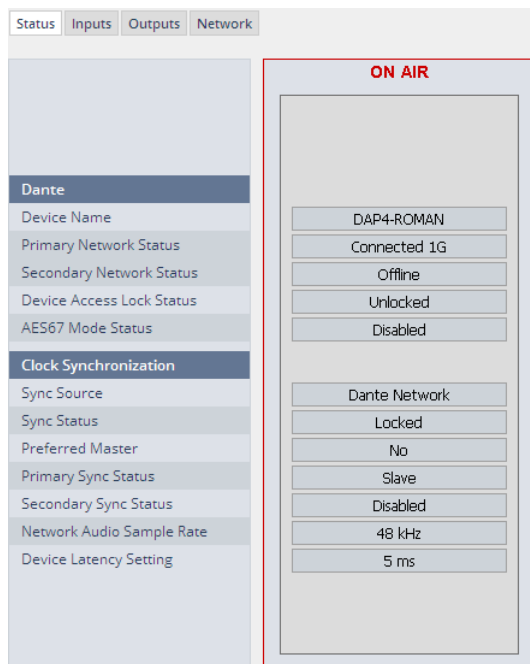 Status Inputs Outputs Network
ON AIR
Dante
Device Name DAP4-ROMAN
Primary Network Status Connected 1G
Secondary Network Status Offline
Device Access Lock Status Unlocked
AES67 Mode Status Disabled
Clock Synchronization
Sync Source Dante Network
Sync Status Locked
Preferred Master No
Primary Sync Status Slave
Secondary Sync Status Disabled
Network Audio Sample Rate 48 kHz
Device Latency Setting 5 ms